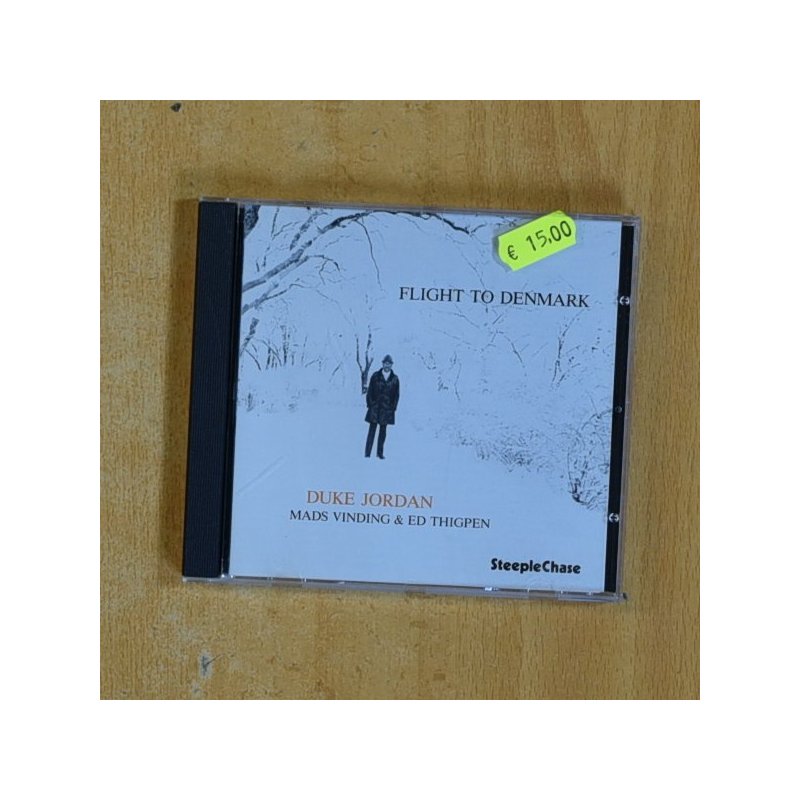 € 15,00
FLIGHT TO DENMARK
DUKE JORDAN
MADS VINDING & ED THIGPEN
SteepleChase